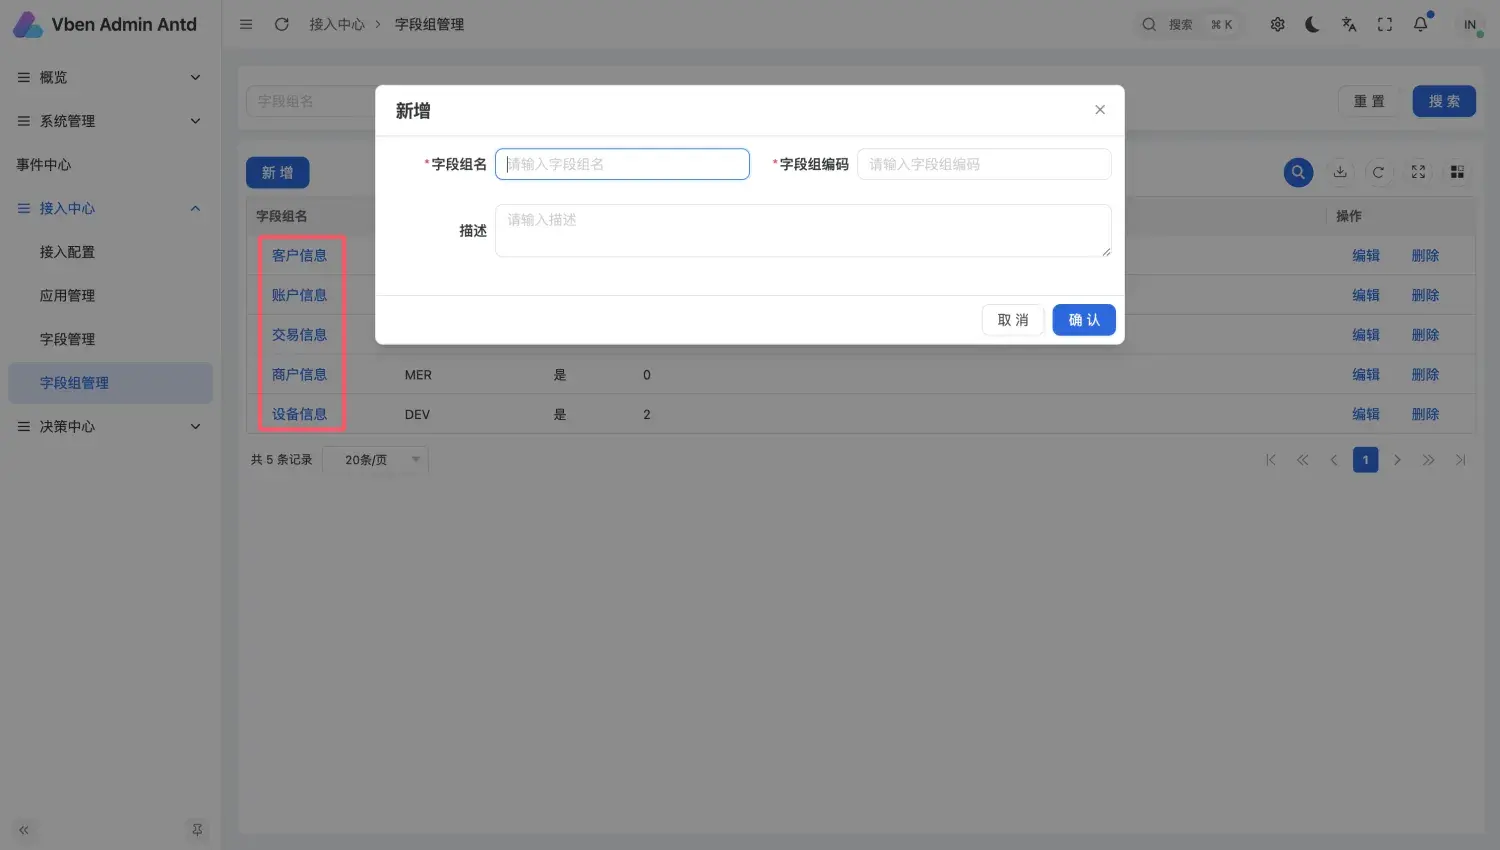 Vben Admin Antd
接入中心 > 字段组管理
搜索 ⌘ K
IN
概览
系统管理
事件中心
接入中心
接入配置
应用管理
字段管理
字段组管理
决策中心
字段组名
重 置
搜 索
新 增
字段组名
操作
客户信息
编辑 删除
账户信息
编辑 删除
交易信息
编辑 删除
商户信息 MER 是 0 编辑 删除
设备信息 DEV 是 2 编辑 删除
共 5 条记录 20条/页
1
新增
*字段组名 请输入字段组名
*字段组编码 请输入字段组编码
描述 请输入描述
取 消
确 认